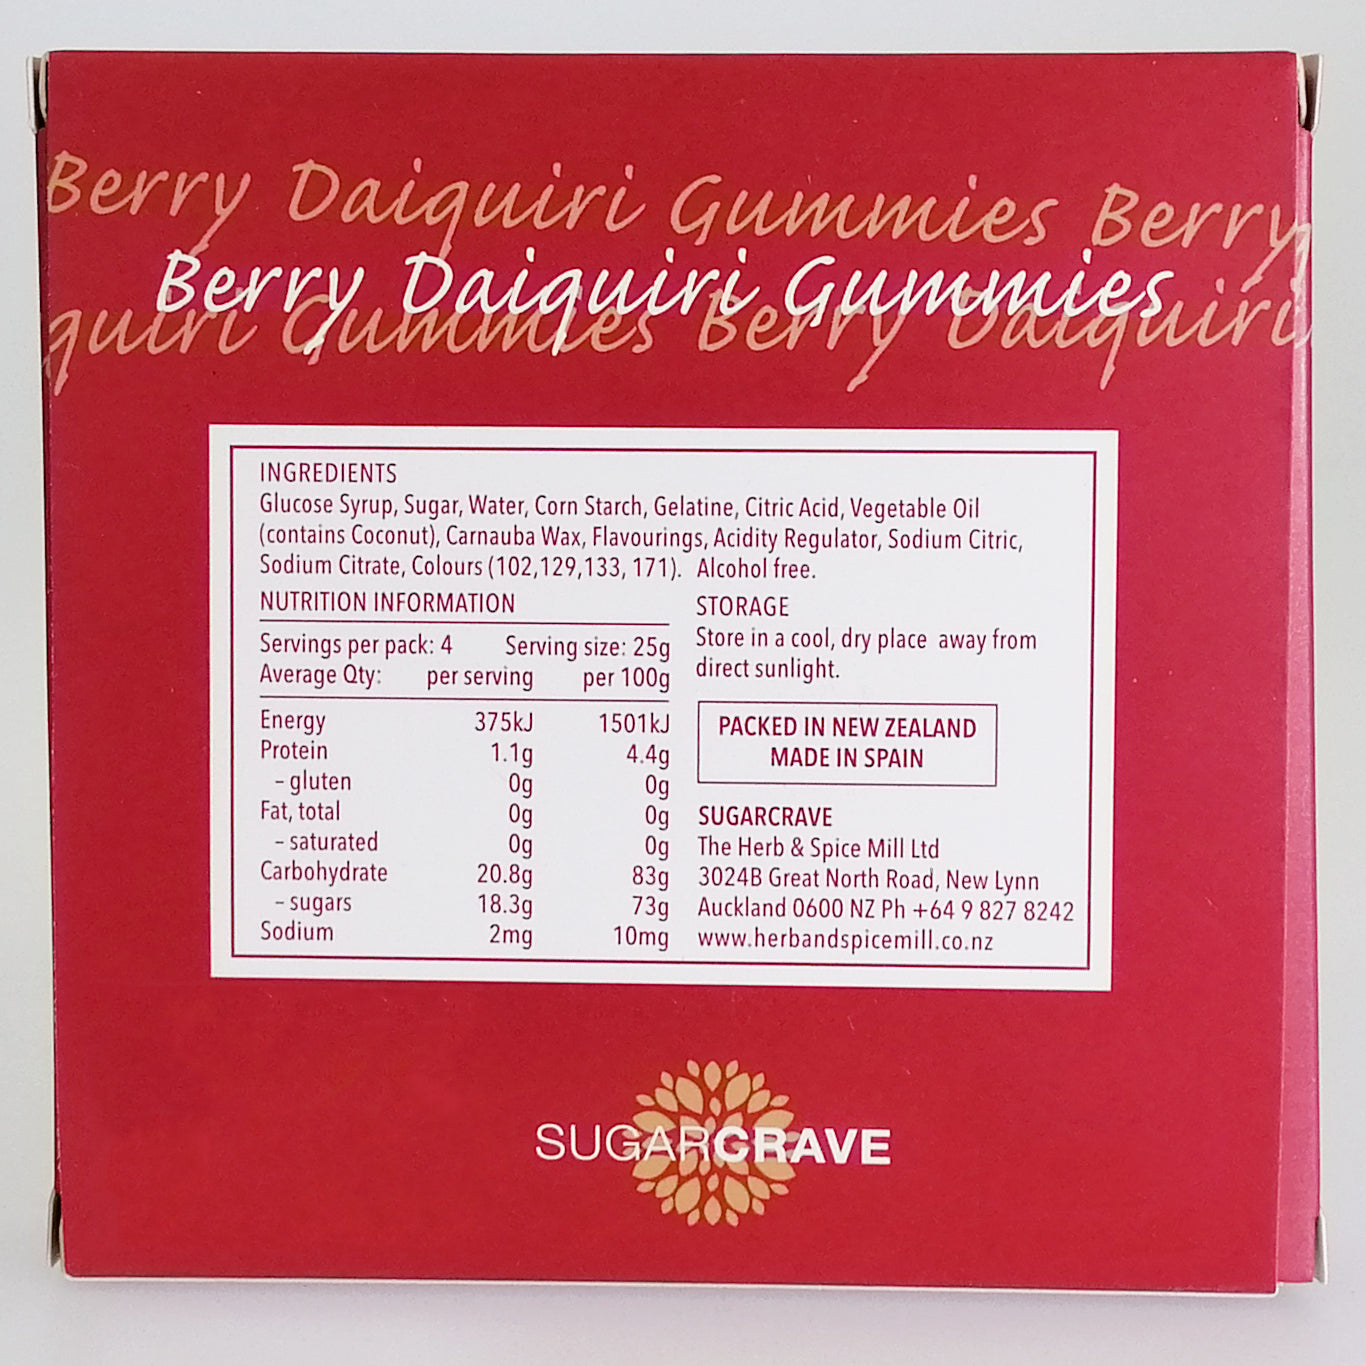 Berry Daiquiri Gummies Berry
Berry Daiquiri Gummies
quiri Gummies Berry Daiquiri
INGREDIENTS
Glucose Syrup, Sugar, Water, Corn Starch, Gelatine, Citric Acid, Vegetable Oil
(contains Coconut), Carnauba Wax, Flavourings, Acidity Regulator, Sodium Citric,
Sodium Citrate, Colours (102,129,133, 171). Alcohol free.
NUTRITION INFORMATION
Servings per pack: 4 Serving size: 25g
Average Qty: per serving per 100g
Energy 375kJ 1501kJ
Protein 1.1g 4.4g
– gluten 0g 0g
Fat, total 0g 0g
– saturated 0g 0g
Carbohydrate 20.8g 83g
– sugars 18.3g 73g
Sodium 2mg 10mg
STORAGE
Store in a cool, dry place away from
direct sunlight.
PACKED IN NEW ZEALAND
MADE IN SPAIN
SUGARCRAVE
The Herb & Spice Mill Ltd
3024B Great North Road, New Lynn
Auckland 0600 NZ Ph +64 9 827 8242
www.herbandspicemill.co.nz
SUGARCRAVE